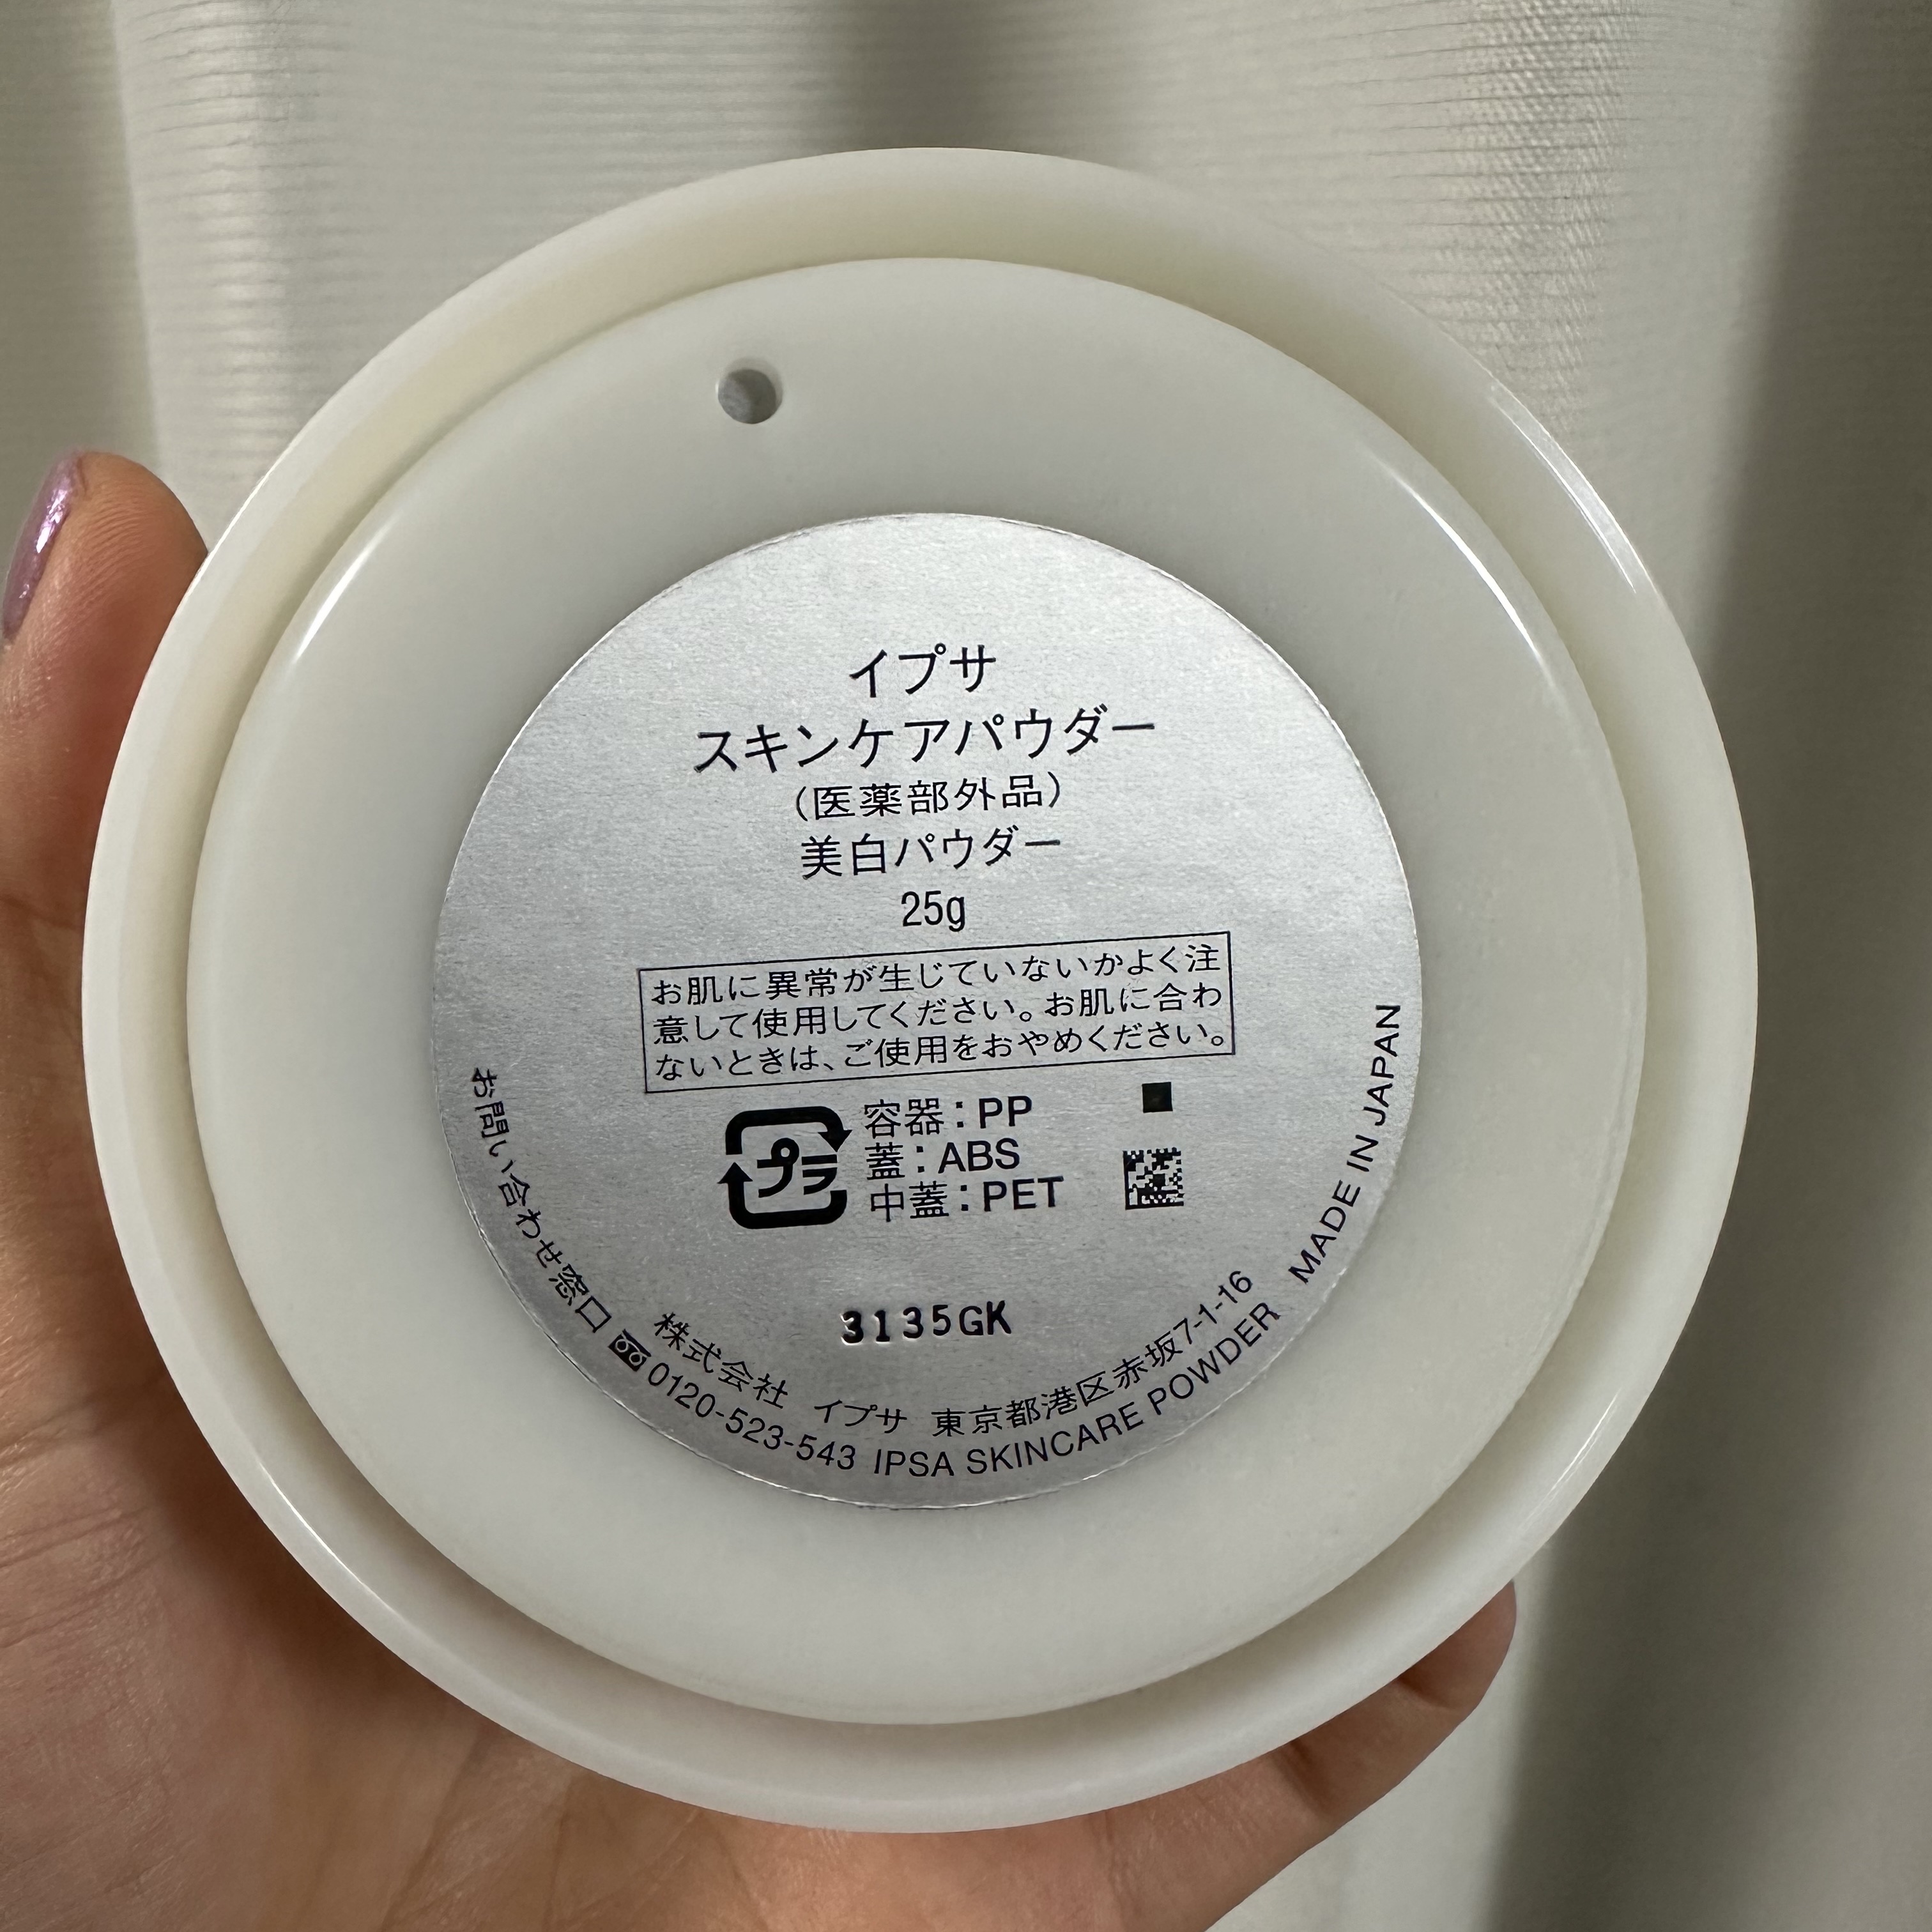 イプサ
スキンケアパウダー
(医薬部外品)
美白パウダー
25g
お肌に異常が生じていないかよく注
意して使用してください。お肌に合わ
ないときは、ご使用をおやめください。
プラ
容器:PP
蓋:ABS
中蓋:PET
3135GK
株式会社 イプサ 東京都港区赤坂7-1-16
お問い合わせ窓口 0120-523-543 IPSA SKINCARE POWDER MADE IN JAPAN